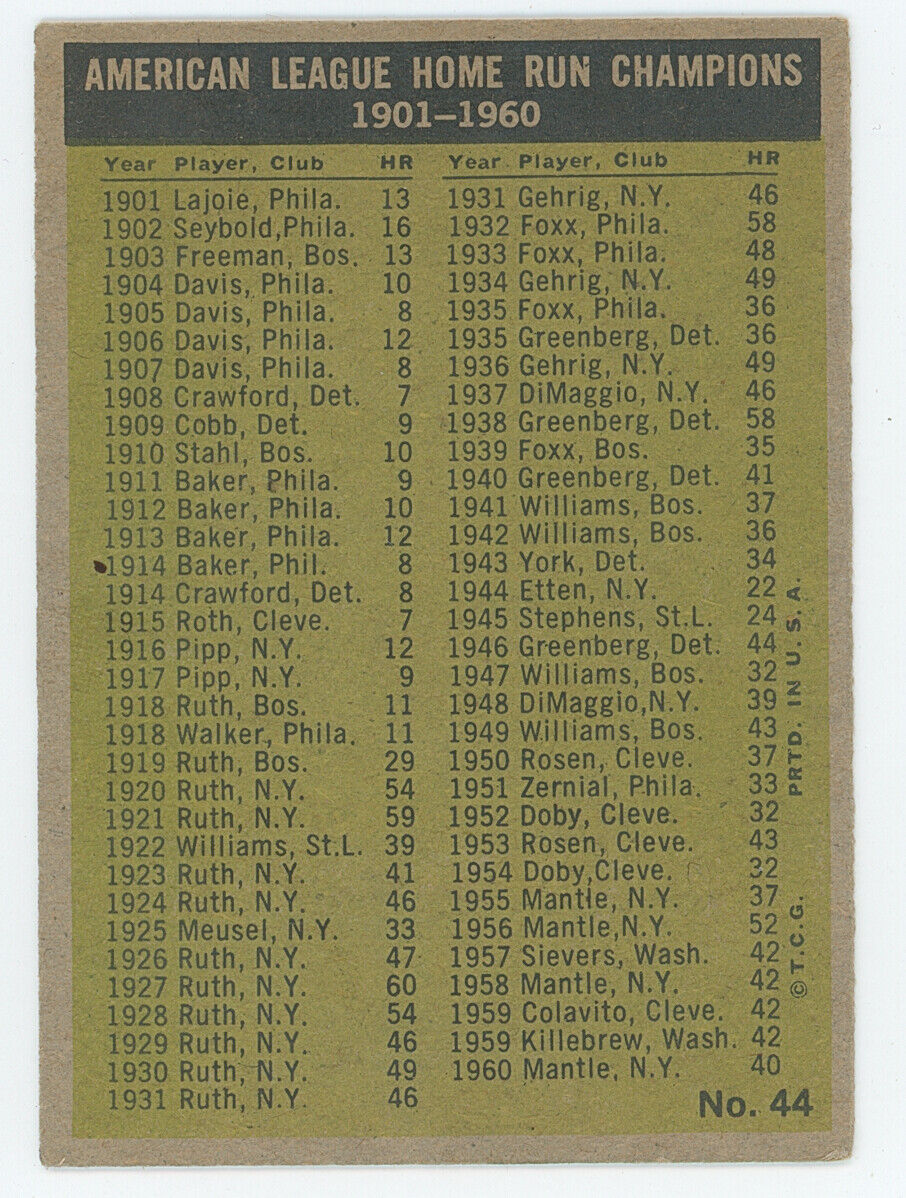 AMERICAN LEAGUE HOME RUN CHAMPIONS
1901–1960
Year Player, Club HR
1901 Lajoie, Phila. 13
1902 Seybold,Phila. 16
1903 Freeman, Bos. 13
1904 Davis, Phila. 10
1905 Davis, Phila. 8
1906 Davis, Phila. 12
1907 Davis, Phila. 8
1908 Crawford, Det. 7
1909 Cobb, Det. 9
1910 Stahl, Bos. 10
1911 Baker, Phila. 9
1912 Baker, Phila. 10
1913 Baker, Phila. 12
1914 Baker, Phil. 8
1914 Crawford, Det. 8
1915 Roth, Cleve. 7
1916 Pipp, N.Y. 12
1917 Pipp, N.Y. 9
1918 Ruth, Bos. 11
1918 Walker, Phila. 11
1919 Ruth, Bos. 29
1920 Ruth, N.Y. 54
1921 Ruth, N.Y. 59
1922 Williams, St.L. 39
1923 Ruth, N.Y. 41
1924 Ruth, N.Y. 46
1925 Meusel, N.Y. 33
1926 Ruth, N.Y. 47
1927 Ruth, N.Y. 60
1928 Ruth, N.Y. 54
1929 Ruth, N.Y. 46
1930 Ruth, N.Y. 49
1931 Ruth, N.Y. 46
Year Player, Club HR
1931 Gehrig, N.Y. 46
1932 Foxx, Phila. 58
1933 Foxx, Phila. 48
1934 Gehrig, N.Y. 49
1935 Foxx, Phila. 36
1935 Greenberg, Det. 36
1936 Gehrig, N.Y. 49
1937 DiMaggio, N.Y. 46
1938 Greenberg, Det. 58
1939 Foxx, Bos. 35
1940 Greenberg, Det. 41
1941 Williams, Bos. 37
1942 Williams, Bos. 36
1943 York, Det. 34
1944 Etten, N.Y. 22
1945 Stephens, St.L. 24
1946 Greenberg, Det. 44
1947 Williams, Bos. 32
1948 DiMaggio,N.Y. 39
1949 Williams, Bos. 43
1950 Rosen, Cleve. 37
1951 Zernial, Phila. 33
1952 Doby, Cleve. 32
1953 Rosen, Cleve. 43
1954 Doby,Cleve. 32
1955 Mantle, N.Y. 37
1956 Mantle,N.Y. 52
1957 Sievers, Wash. 42
1958 Mantle, N.Y. 42
1959 Colavito, Cleve. 42
1959 Killebrew, Wash. 42
1960 Mantle, N.Y. 40
No. 44
© T.C.G. PRTD. IN U.S.A.